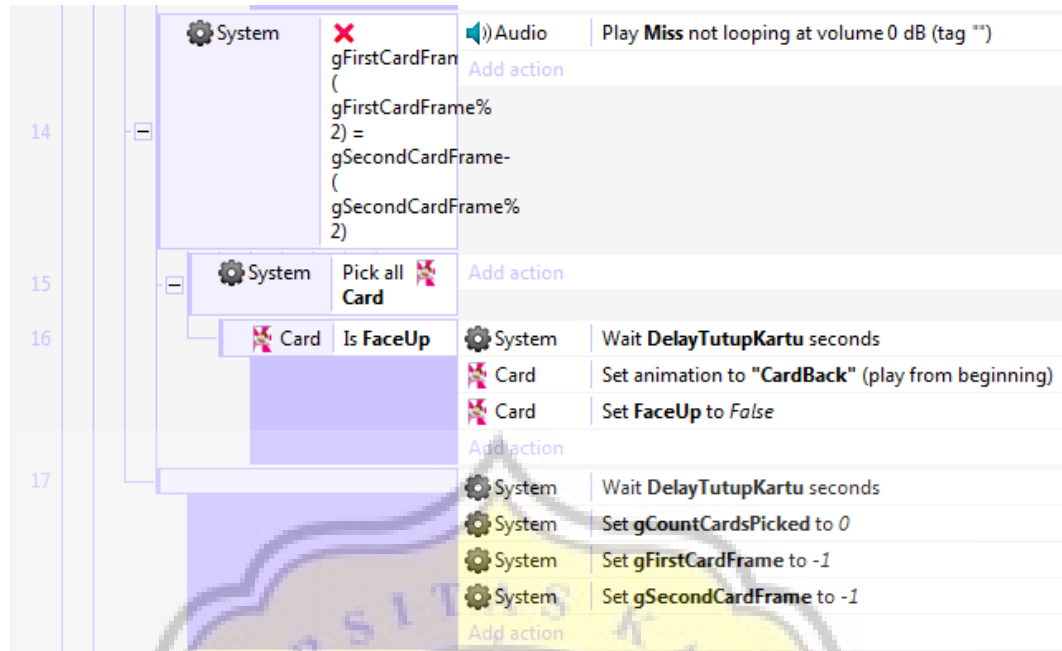 System
gFirstCardFram
(
gFirstCardFrame%
2) =
gSecondCardFrame-
(
gSecondCardFrame%
2)
Audio Play Miss not looping at volume 0 dB (tag "")
Add action
14
15
System Pick all
Card
Add action
16
Card Is FaceUp System Wait DelayTutupKartu seconds
Card Set animation to "CardBack" (play from beginning)
Card Set FaceUp to False
Add action
17
System Wait DelayTutupKartu seconds
System Set gCountCardsPicked to 0
System Set gFirstCardFrame to -1
System Set gSecondCardFrame to -1
Add action
R S I T A S K